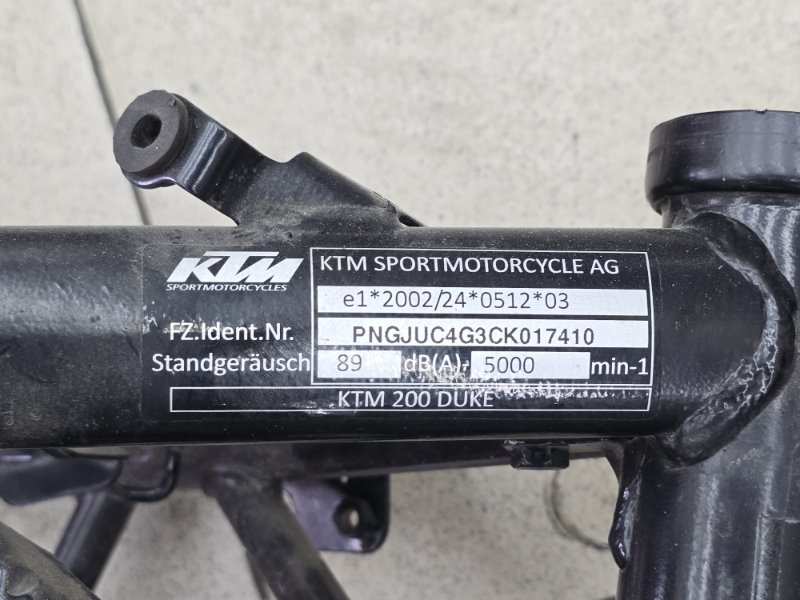 KTM
SPORTMOTORCYCLES
KTM SPORTMOTORCYCLE AG
e1*2002/24*0512*03
FZ.Ident.Nr. PNGJUC4G3CK017410
Standgeräusch 89 dB(A)- 5000 min-1
KTM 200 DUKE